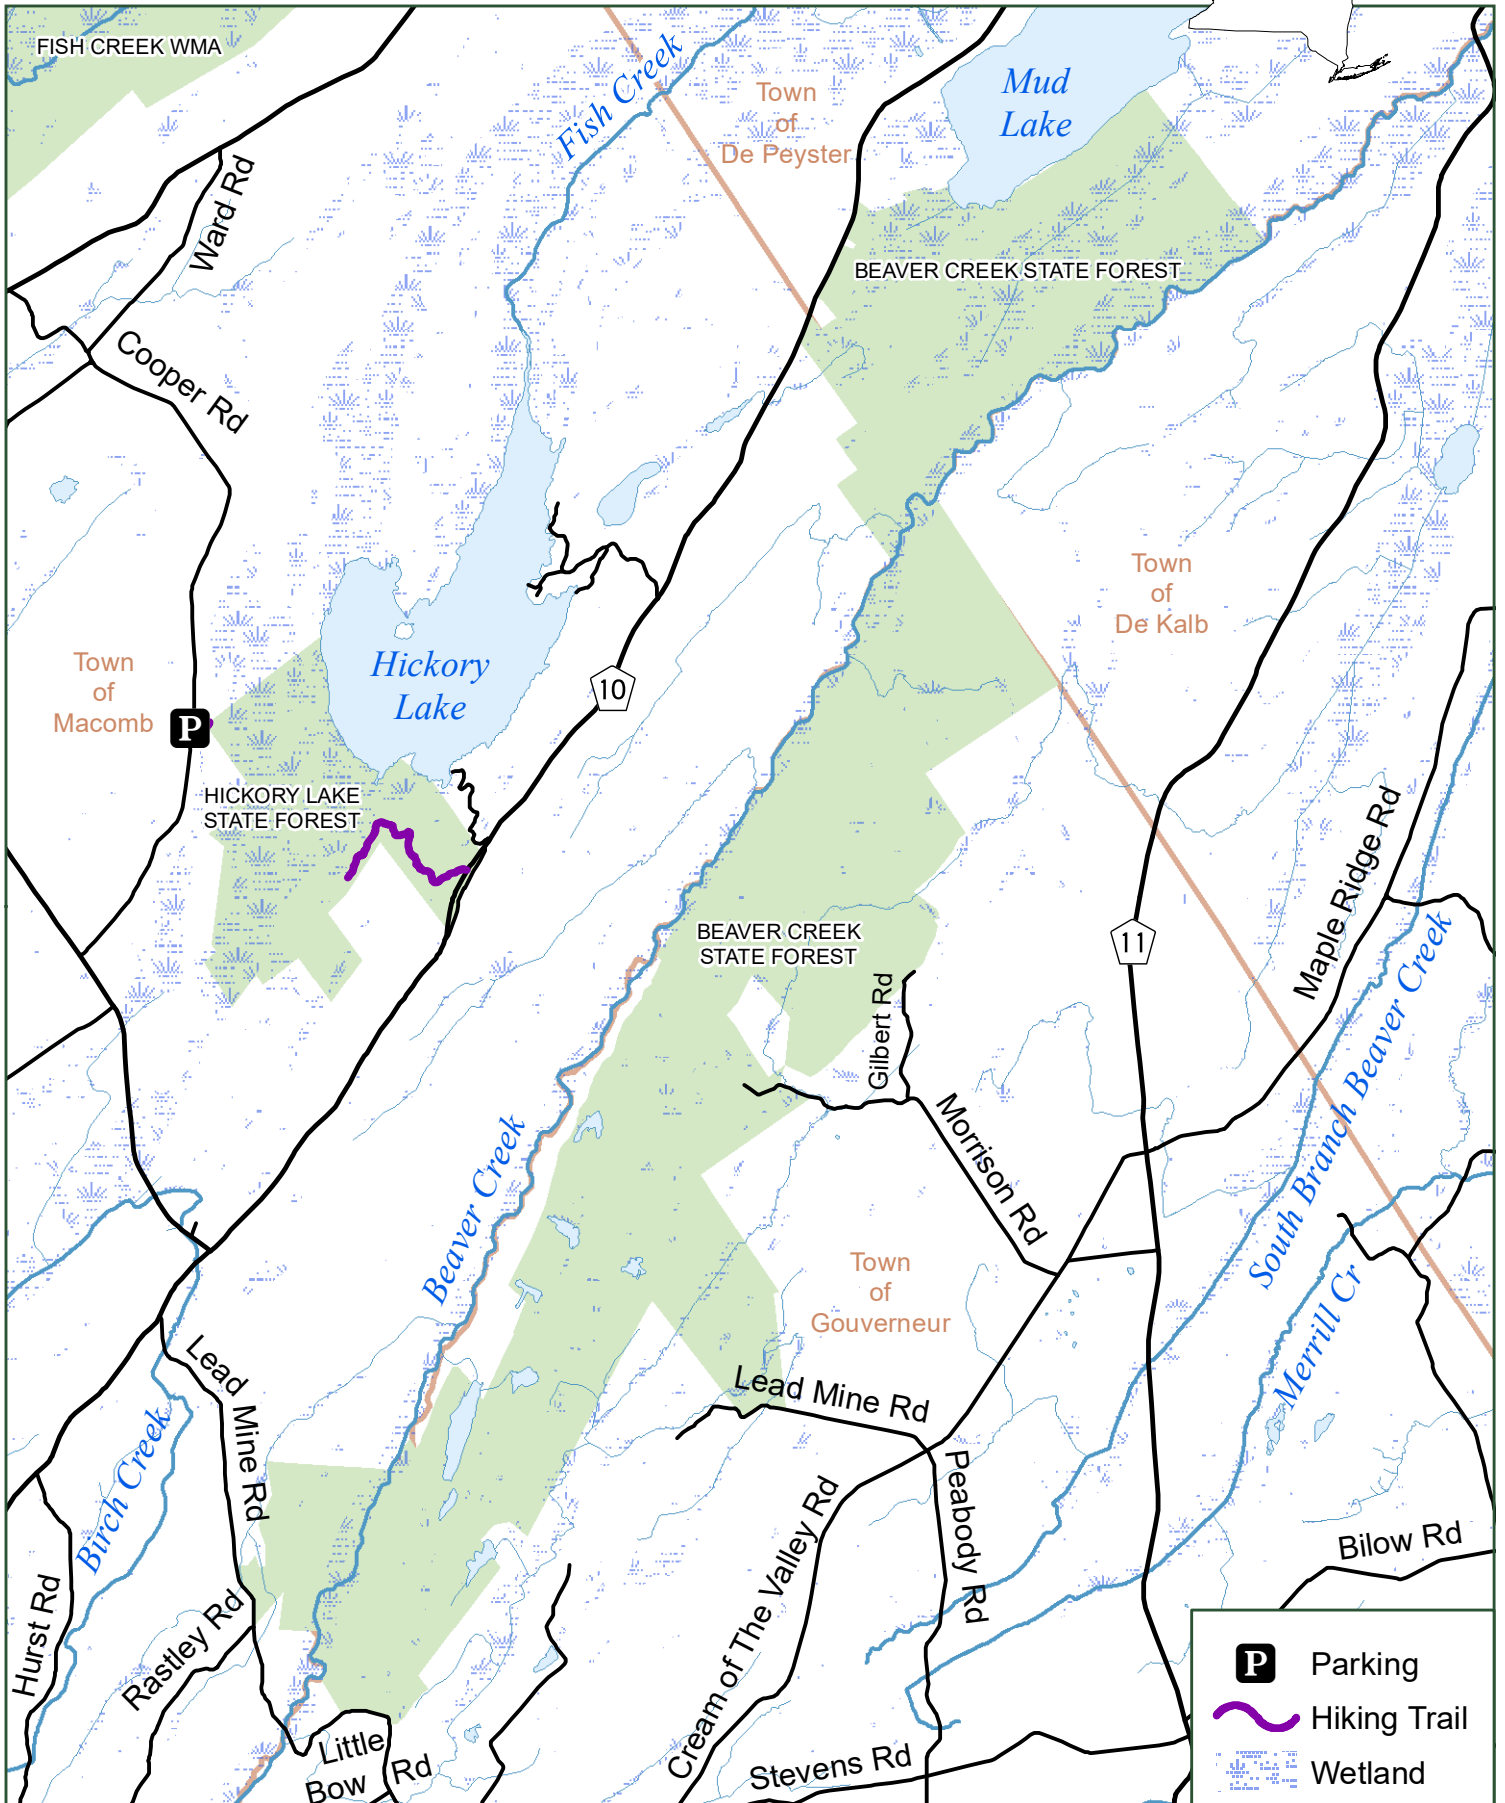 FISH CREEK WMA
Fish Creek
Town
of
De Peyster
Mud
Lake
Ward Rd
BEAVER CREEK STATE FOREST
Cooper Rd
Town
of
De Kalb
Hickory
Lake
Town
of
Macomb
P
10
HICKORY LAKE
STATE FOREST
Maple Ridge Rd
BEAVER CREEK
STATE FOREST
11
Gilbert Rd
Morrison Rd
South Branch Beaver Creek
Beaver Creek
Town
of
Gouverneur
Merrill Cr
Lead Mine Rd
Lead Mine Rd
Birch Creek
Peabody Rd
Cream of The Valley Rd
Bilow Rd
Hurst Rd
Rastley Rd
Little
Bow Rd
Stevens Rd
P Parking
Hiking Trail
Wetland